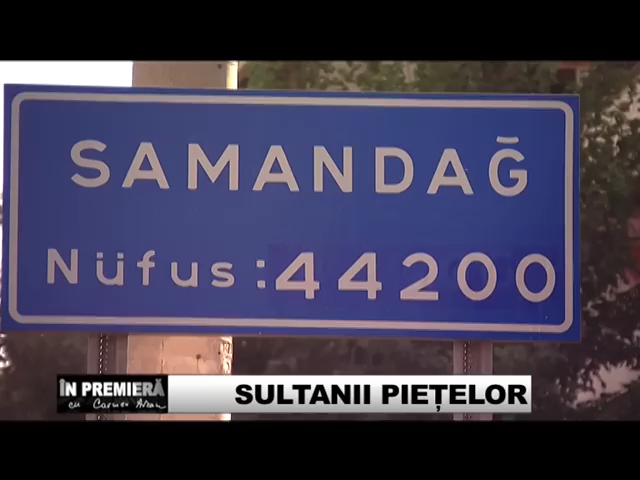 SAMANDAĞ
Nüfus: 44200
ÎN PREMIERĂ
cu Carmen Avram
SULTANII PIEȚELOR